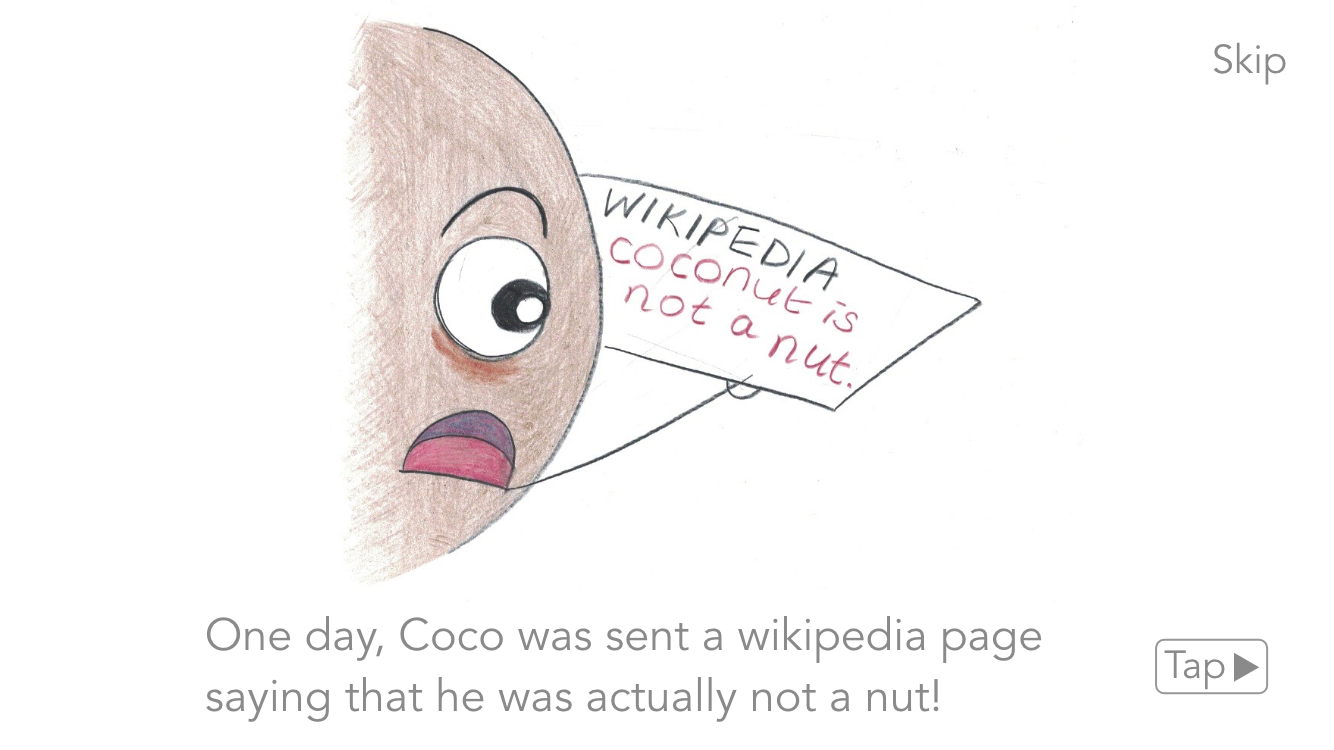 Skip
WIKIPEDIA
coconut is
not a nut.
One day, Coco was sent a wikipedia page
saying that he was actually not a nut!
Tap